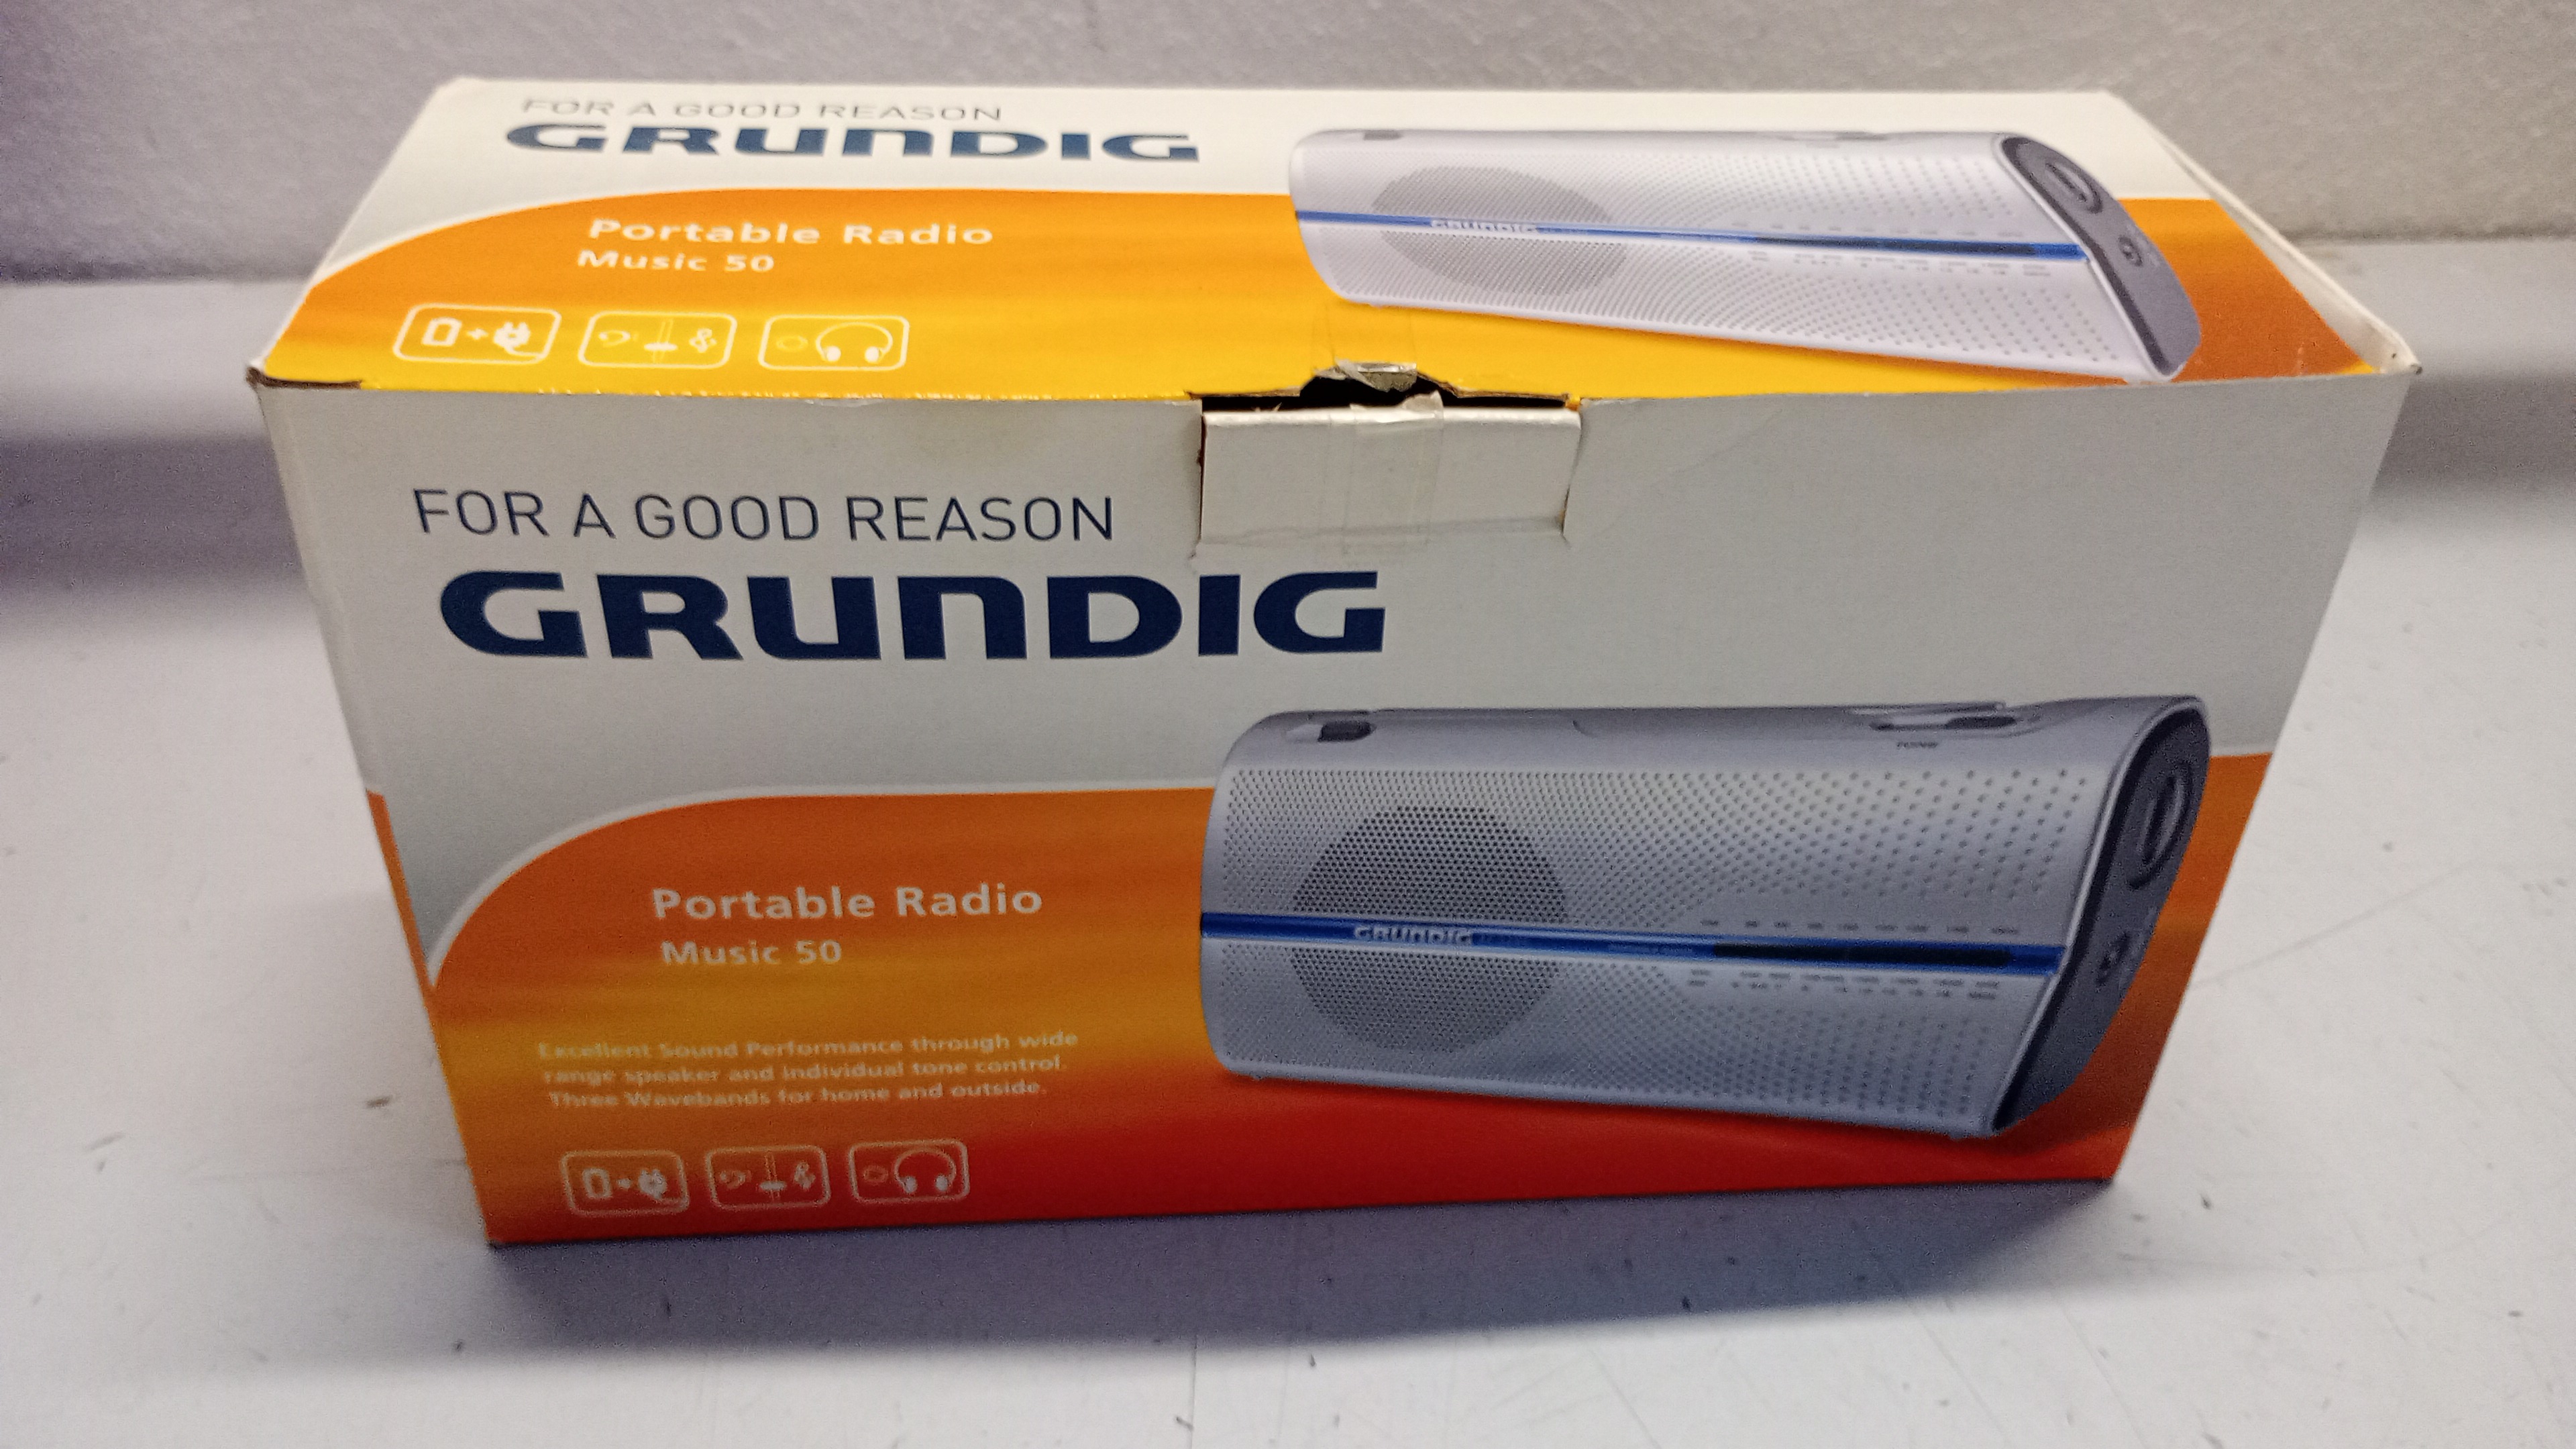 FOR A GOOD REASON
GRUNDIG
Portable Radio
Music 50
GRUNDIG
FOR A GOOD REASON
GRUNDIG
TONE
Portable Radio
Music 50
GRUNDIG
Excellent Sound Performance through wide
range speaker and individual tone control.
Three Wavebands for home and outside.